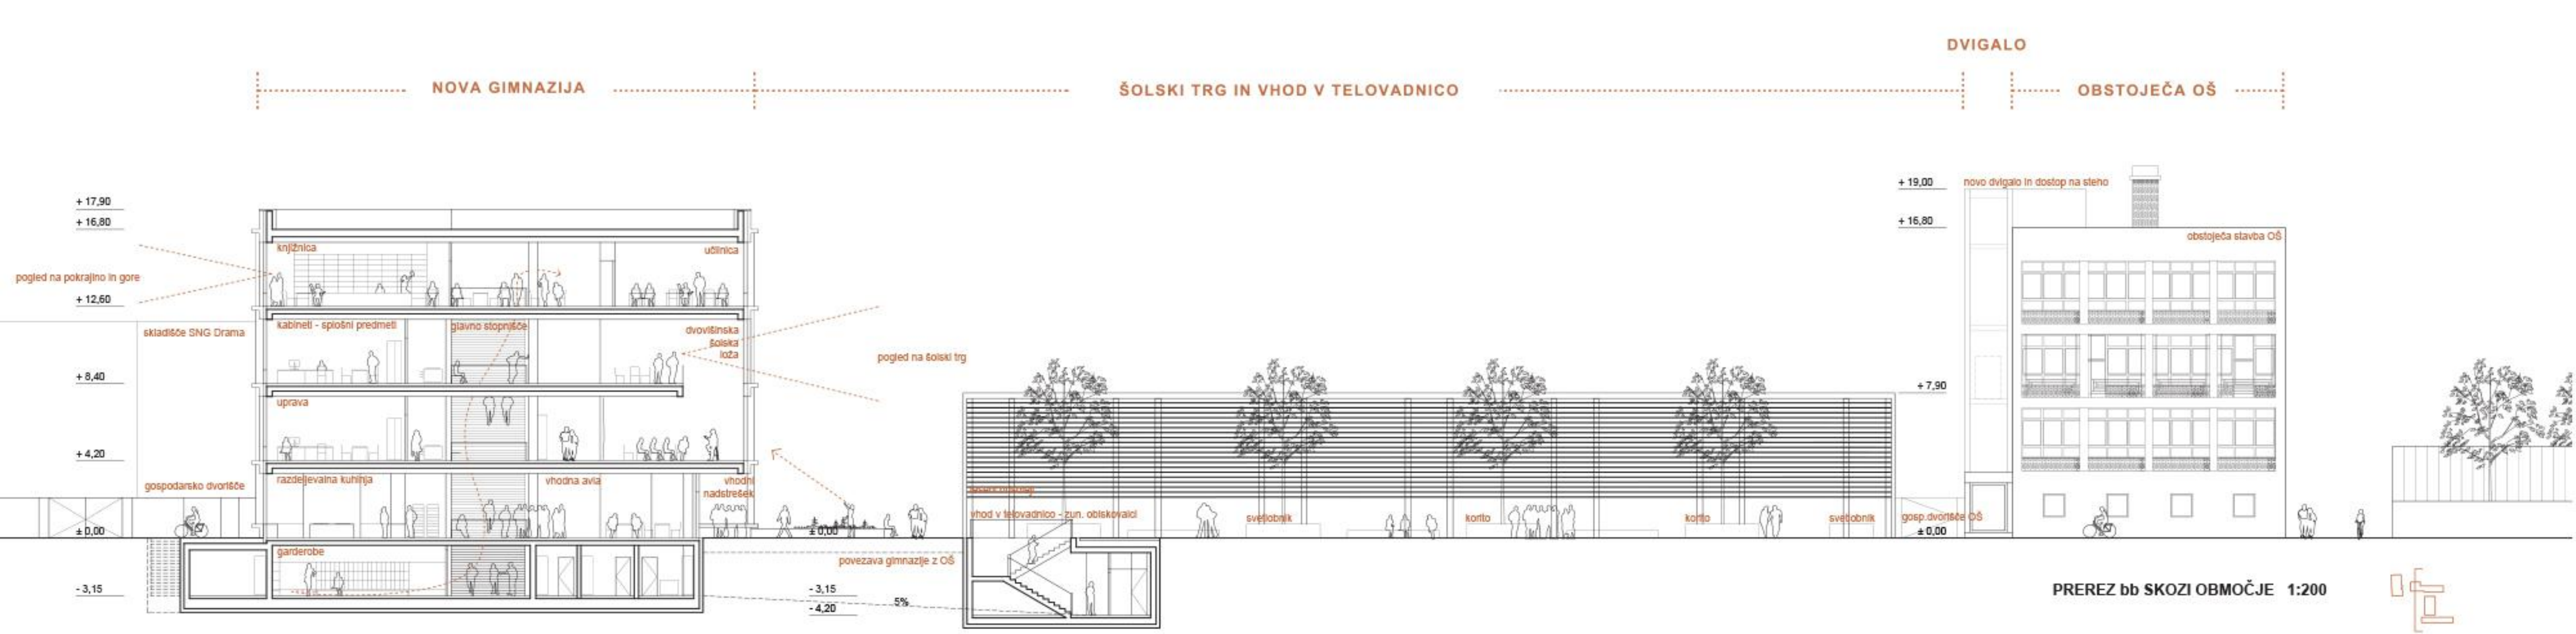 DVIGALO
NOVA GIMNAZIJA
ŠOLSKI TRG IN VHOD V TELOVADNICO
OBSTOJEČA OŠ
+ 17,90
+ 16,80
+ 12,60
+ 8,40
+ 4,20
± 0,00
- 3,15
pogled na pokrajino in gore
skladišče SNG Drama
gospodarsko dvorišče
knjižnica
učilnica
kabineti - splošni predmeti
glavno stopnišče
dvovišinska
šolska
loža
uprava
razdeljevalna kuhinja
vhodna avla
vhodni
nadstrešek
garderobe
pogled na šolski trg
± 0,00
povezava gimnazije z OŠ
- 3,15
- 4,20
5%
vhod v telovadnico - zun. obiskovalci
svetlobnik
korito
korito
svetlobnik
+ 19,00
+ 16,80
+ 7,90
novo dvigalo in dostop na streho
obstoječa stavba OŠ
gosp.dvorišče OŠ
± 0,00
PREREZ bb SKOZI OBMOČJE 1:200